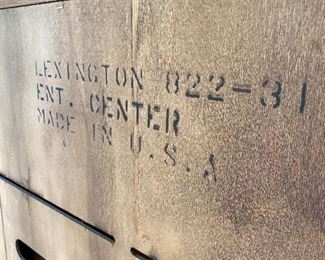 LEXINGTON 822-31
ENT. CENTER
MADE IN U.S.A